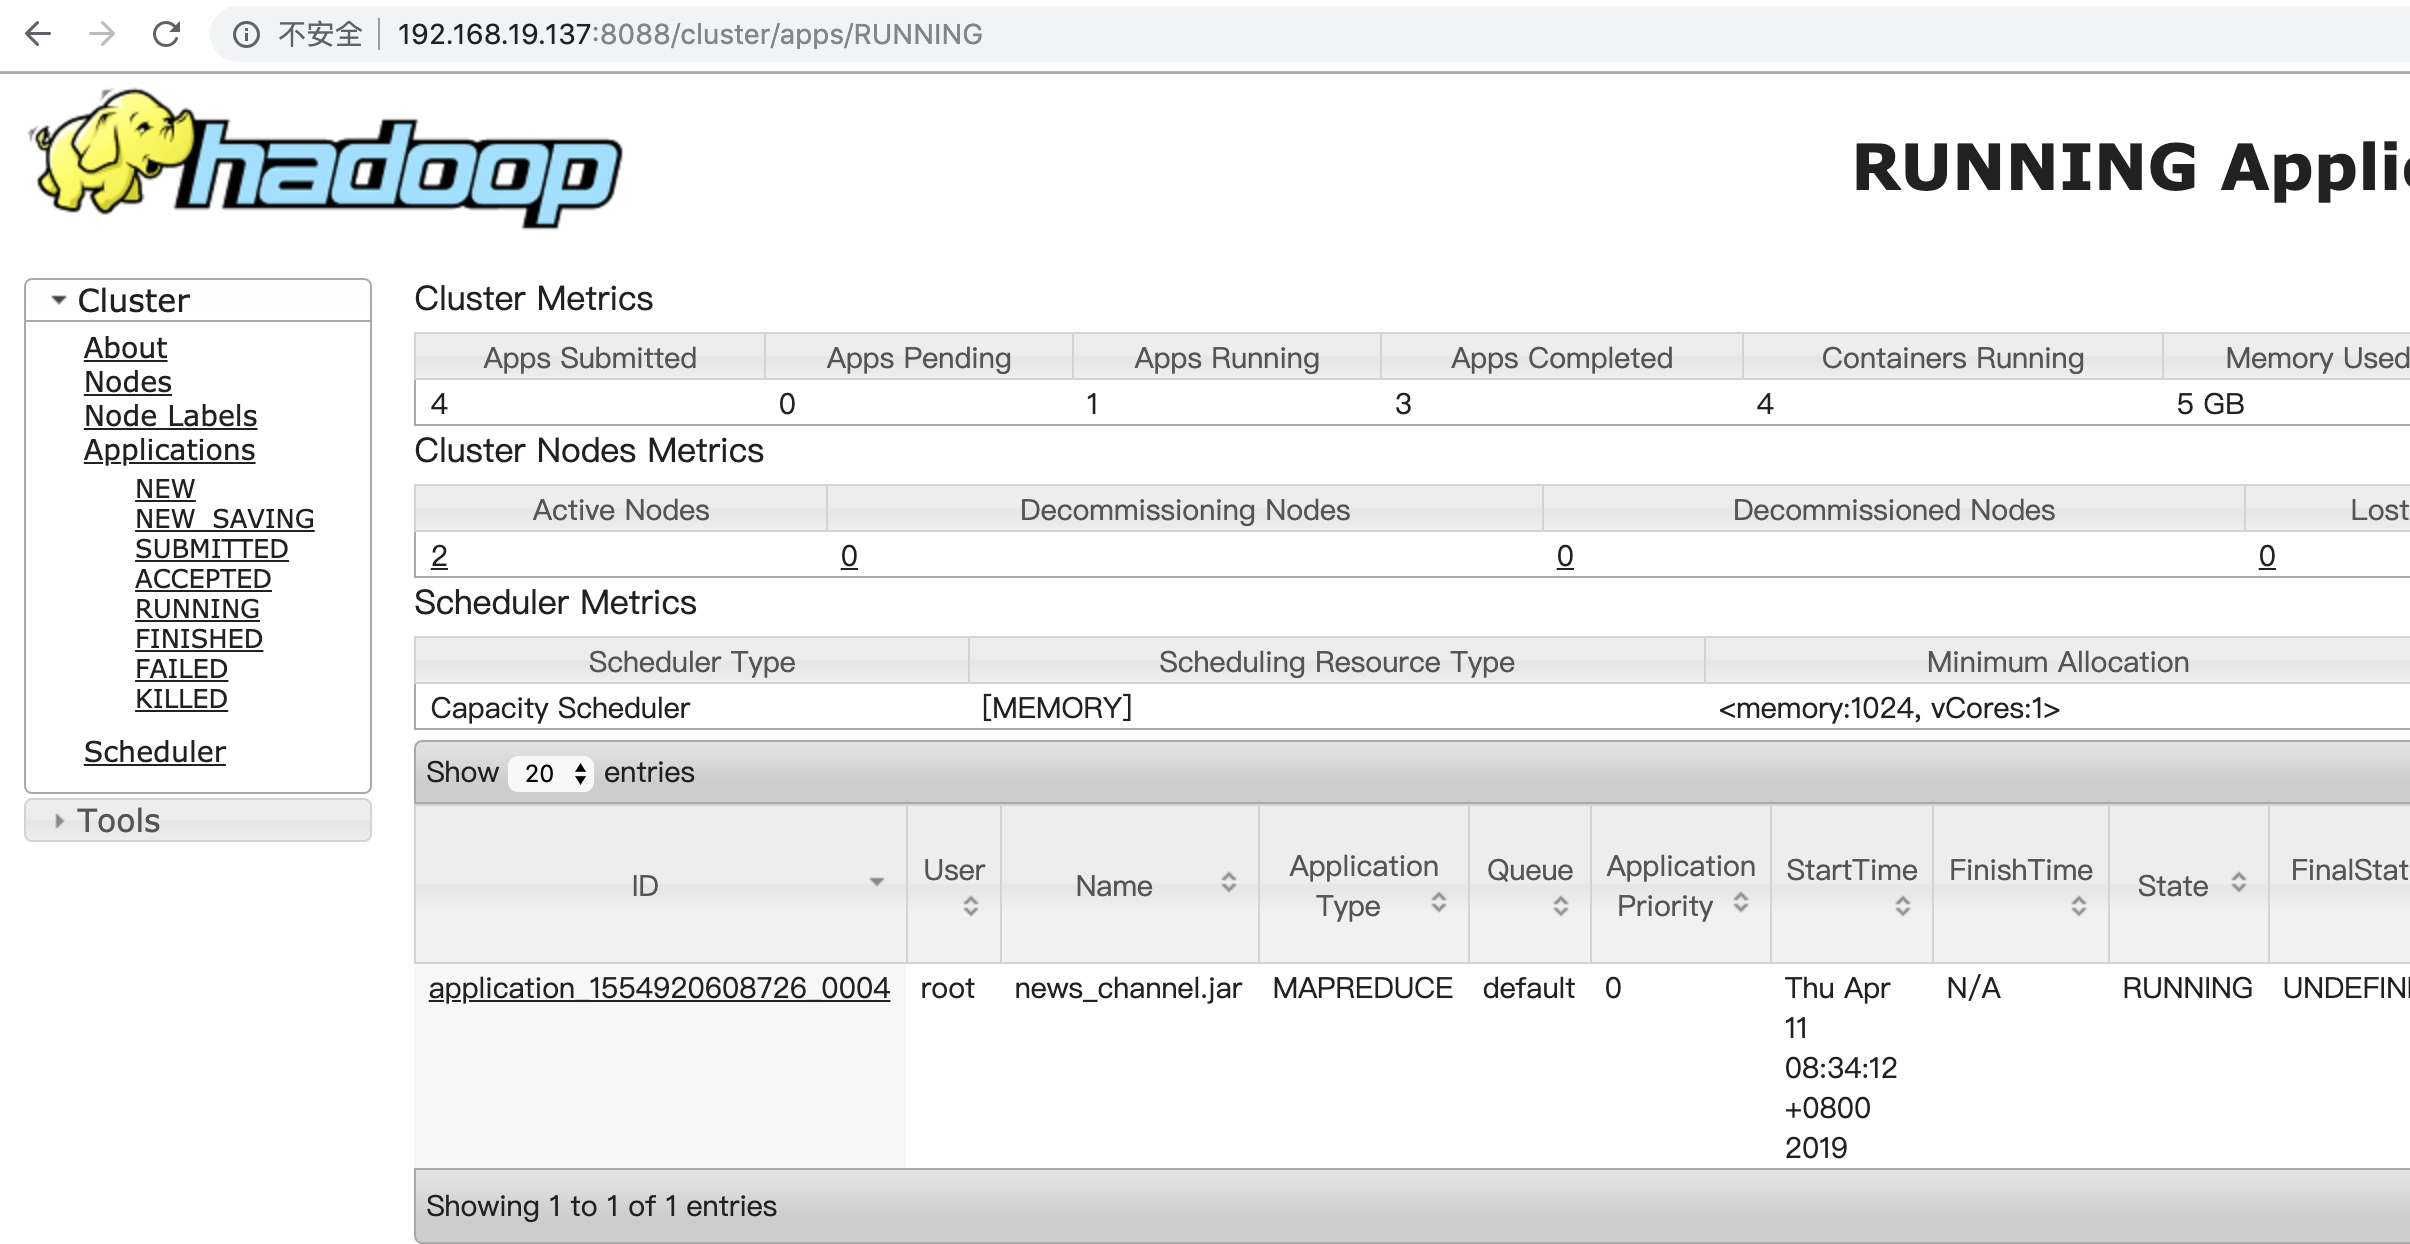 不安全 192.168.19.137:8088/cluster/apps/RUNNING
hadoop
RUNNING Applic
Cluster
About
Nodes
Node Labels
Applications
NEW
NEW_SAVING
SUBMITTED
ACCEPTED
RUNNING
FINISHED
FAILED
KILLED
Scheduler
Tools
Cluster Metrics
Apps Submitted Apps Pending Apps Running Apps Completed Containers Running Memory Used
4 0 1 3 4 5 GB
Cluster Nodes Metrics
Active Nodes Decommissioning Nodes Decommissioned Nodes Lost
2 0 0 0
Scheduler Metrics
Scheduler Type Scheduling Resource Type Minimum Allocation
Capacity Scheduler [MEMORY] <memory:1024, vCores:1>
Show 20 entries
ID User Name Application Type Queue Application Priority StartTime FinishTime State FinalStat
application_1554920608726_0004 root news_channel.jar MAPREDUCE default 0 Thu Apr N/A RUNNING UNDEFIN
11
08:34:12
+0800
2019
Showing 1 to 1 of 1 entries